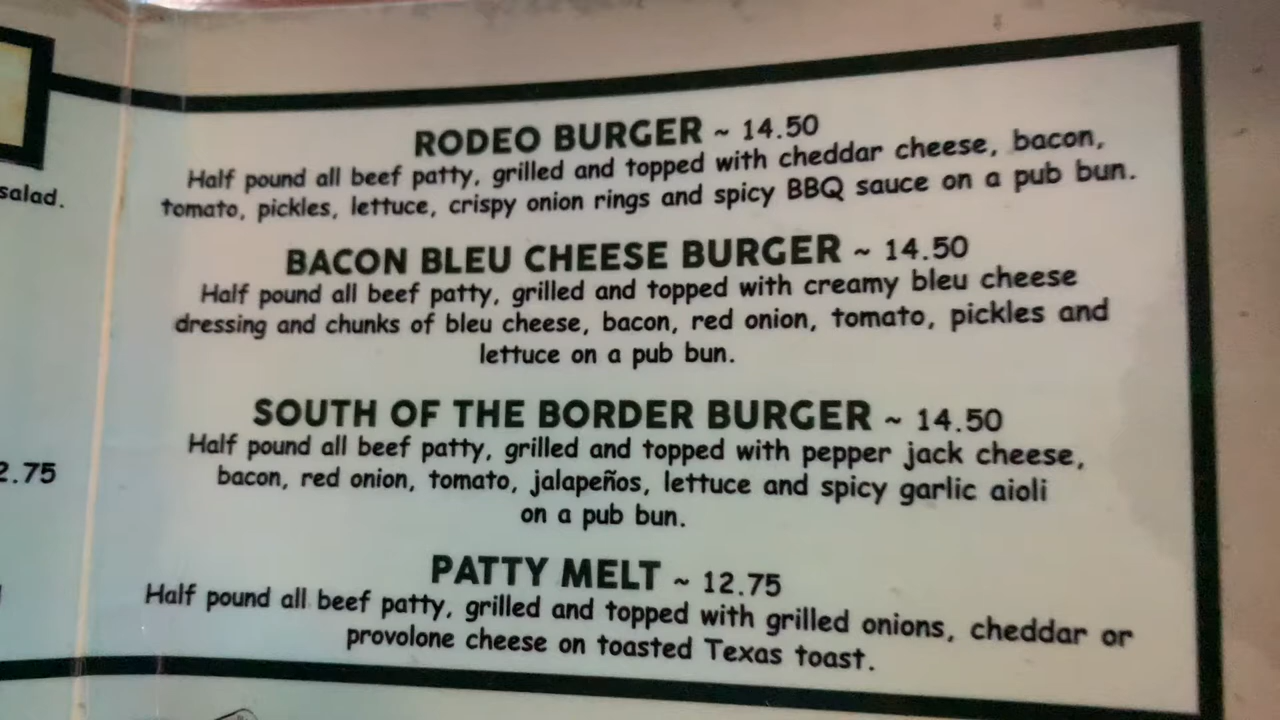 salad.
RODEO BURGER ~ 14.50
Half pound all beef patty, grilled and topped with cheddar cheese, bacon,
tomato, pickles, lettuce, crispy onion rings and spicy BBQ sauce on a pub bun.
BACON BLEU CHEESE BURGER ~ 14.50
Half pound all beef patty, grilled and topped with creamy bleu cheese
dressing and chunks of bleu cheese, bacon, red onion, tomato, pickles and
lettuce on a pub bun.
SOUTH OF THE BORDER BURGER ~ 14.50
Half pound all beef patty, grilled and topped with pepper jack cheese,
2.75
bacon, red onion, tomato, jalapeños, lettuce and spicy garlic aioli
on a pub bun.
PATTY MELT ~ 12.75
Half pound all beef patty, grilled and topped with grilled onions, cheddar or
provolone cheese on toasted Texas toast.